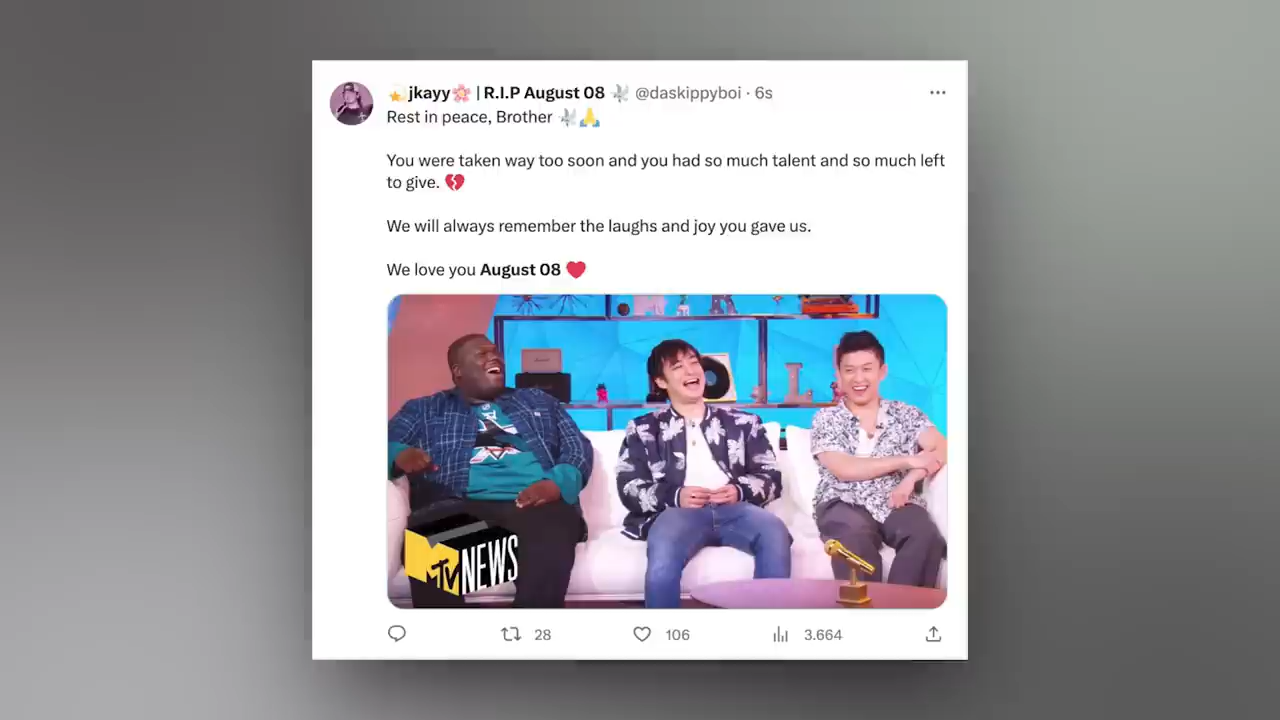 💫jkayy🌸 | R.I.P August 08 🕊️ @daskippyboi · 6s
Rest in peace, Brother 🕊️🙏
You were taken way too soon and you had so much talent and so much left
to give. 💔
We will always remember the laughs and joy you gave us.
We love you August 08 ❤️
MTV NEWS
28 106 3.664